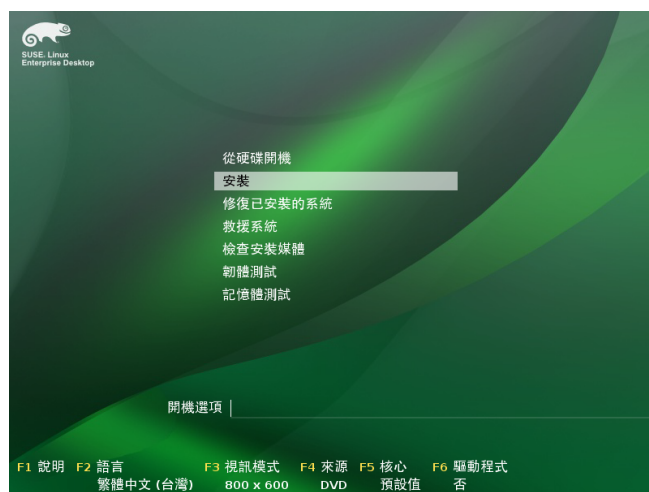 SUSE. Linux
Enterprise Desktop
從硬碟開機
安裝
修復已安裝的系統
救援系統
檢查安裝媒體
韌體測試
記憶體測試
開機選項
F1 說明 F2 語言 F3 視訊模式 F4 來源 F5 核心 F6 驅動程式
繁體中文 (台灣) 800 x 600 DVD 預設值 否